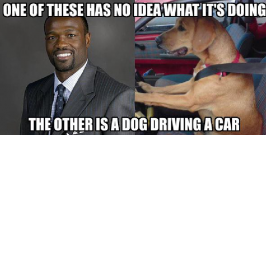 ONE OF THESE HAS NO IDEA WHAT IT'S DOING
THE OTHER IS A DOG DRIVING A CAR